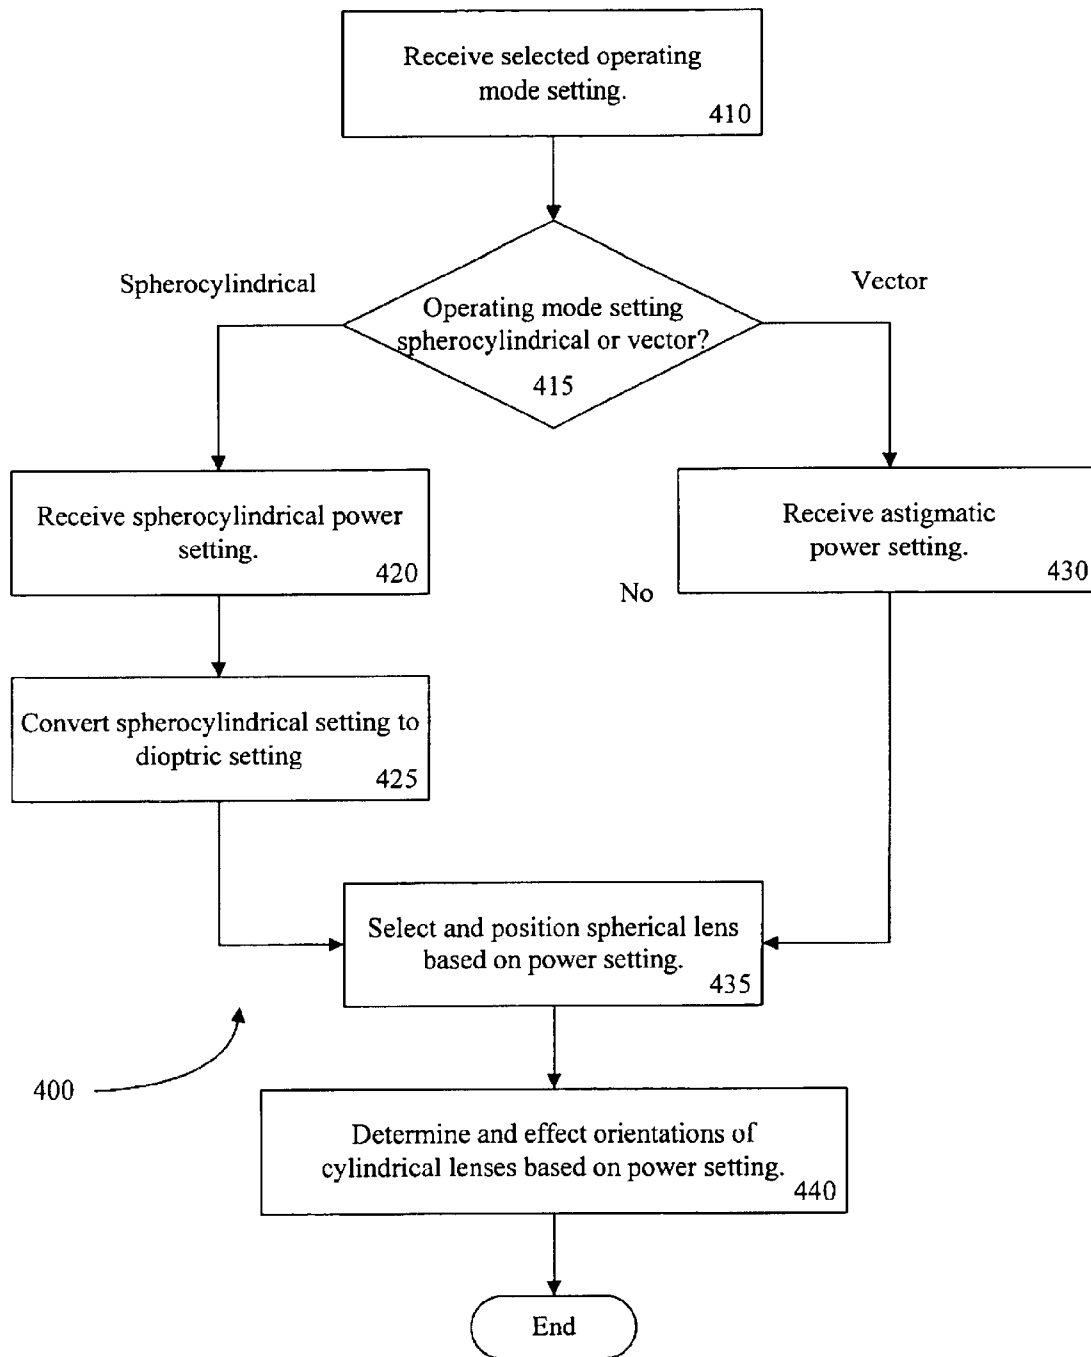 Receive selected operating
mode setting.
410
Spherocylindrical
Vector
Operating mode setting
spherocylindrical or vector?
415
Receive spherocylindrical power
setting.
420
Receive astigmatic
power setting.
430
No
Convert spherocylindrical setting to
dioptric setting
425
Select and position spherical lens
based on power setting.
435
400
Determine and effect orientations of
cylindrical lenses based on power setting.
440
End